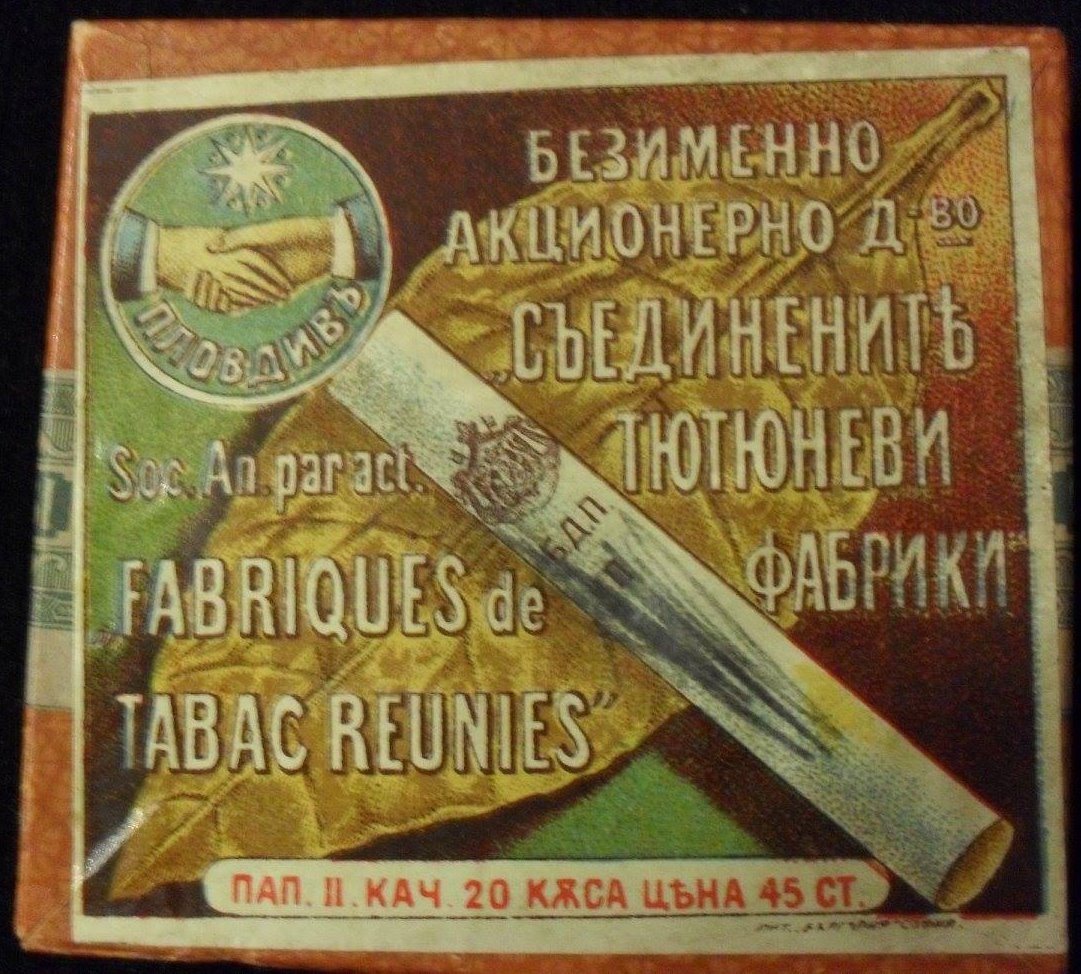 ПЛОВДИВЪ
БЕЗИМЕННО
АКЦИОНЕРНО Д-ВО
„СЪЕДИНЕНИТѢ
ТЮТЮНЕВИ
ФАБРИКИ"
Soc. An. par act.
„FABRIQUES de
TABAC REUNIES"
Б.Д.П.
ПАП. II. КАЧ. 20 КѪСА ЦѢНА 45 СТ.